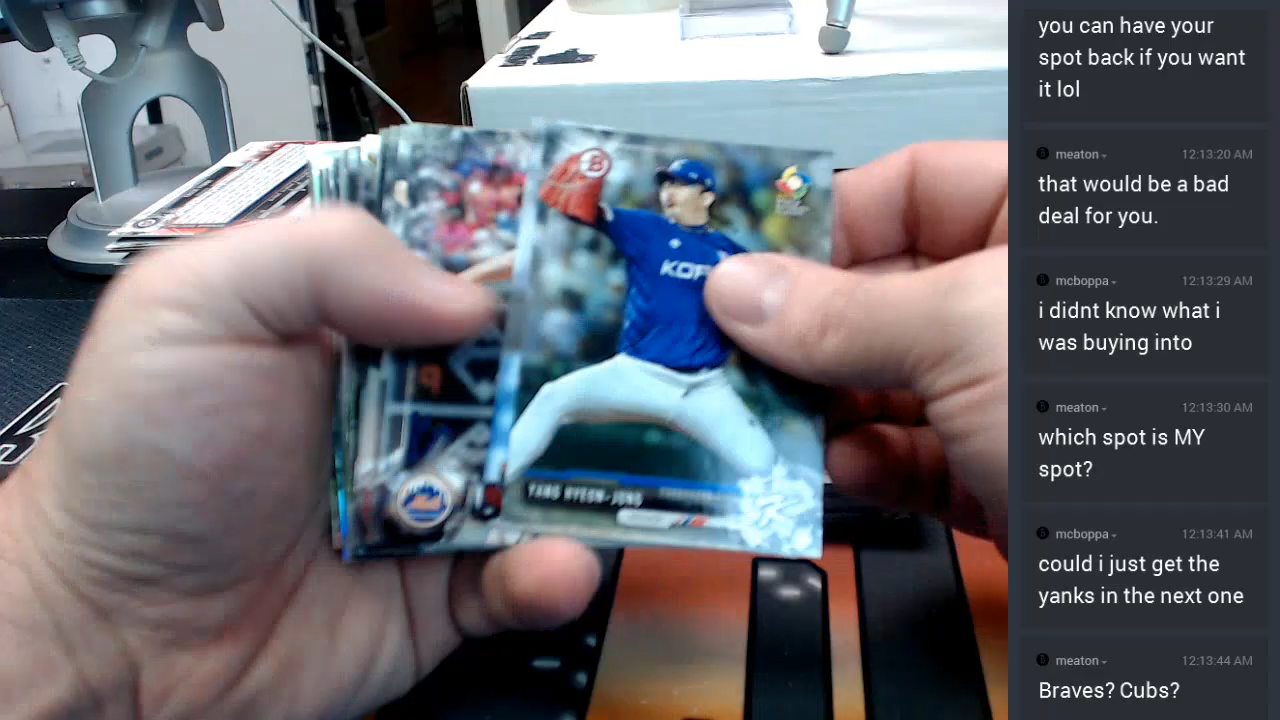 you can have your
spot back if you want
it lol
meaton
12:13:20 AM
that would be a bad
deal for you.
mcboppa
12:13:29 AM
i didnt know what i
was buying into
meaton
12:13:30 AM
which spot is MY
spot?
mcboppa
12:13:41 AM
could i just get the
yanks in the next one
meaton
12:13:44 AM
Braves? Cubs?
B
YANG HYEON-JONG